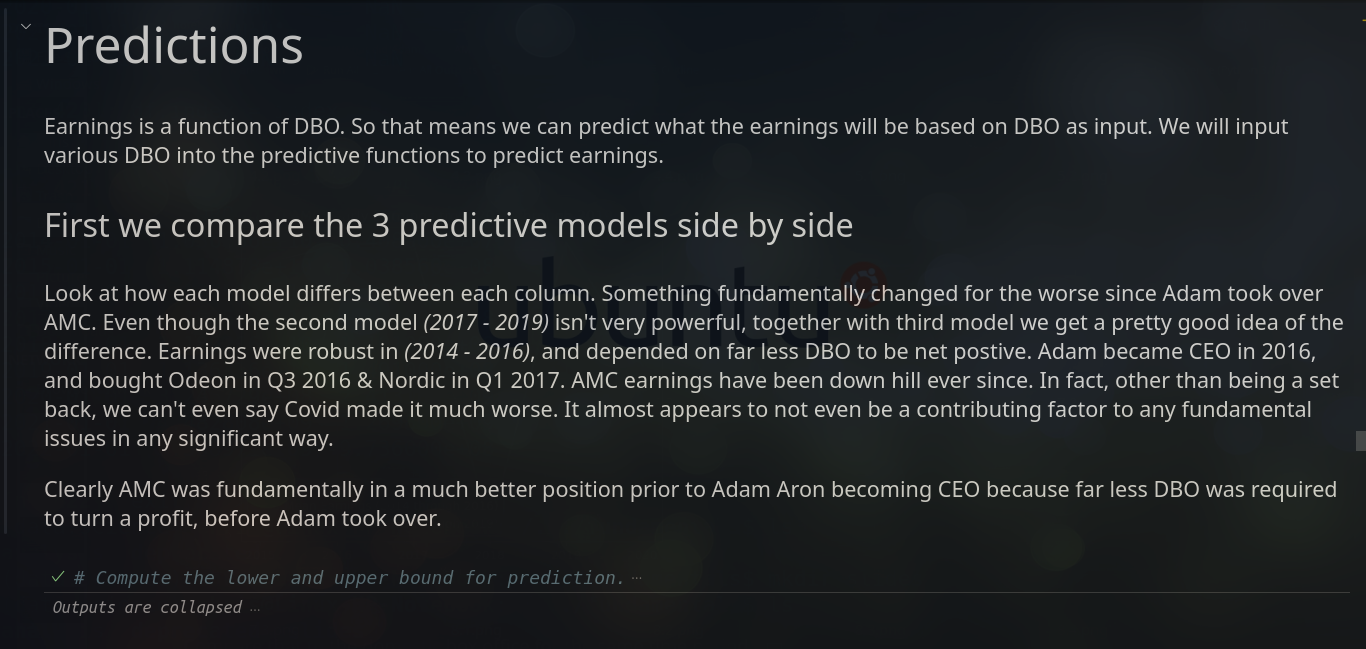 Predictions
Earnings is a function of DBO. So that means we can predict what the earnings will be based on DBO as input. We will input
various DBO into the predictive functions to predict earnings.
First we compare the 3 predictive models side by side
Look at how each model differs between each column. Something fundamentally changed for the worse since Adam took over
AMC. Even though the second model (2017 - 2019) isn't very powerful, together with third model we get a pretty good idea of the
difference. Earnings were robust in (2014 - 2016), and depended on far less DBO to be net postive. Adam became CEO in 2016,
and bought Odeon in Q3 2016 & Nordic in Q1 2017. AMC earnings have been down hill ever since. In fact, other than being a set
back, we can't even say Covid made it much worse. It almost appears to not even be a contributing factor to any fundamental
issues in any significant way.
Clearly AMC was fundamentally in a much better position prior to Adam Aron becoming CEO because far less DBO was required
to turn a profit, before Adam took over.
# Compute the lower and upper bound for prediction. ···
Outputs are collapsed ···
ubuntu